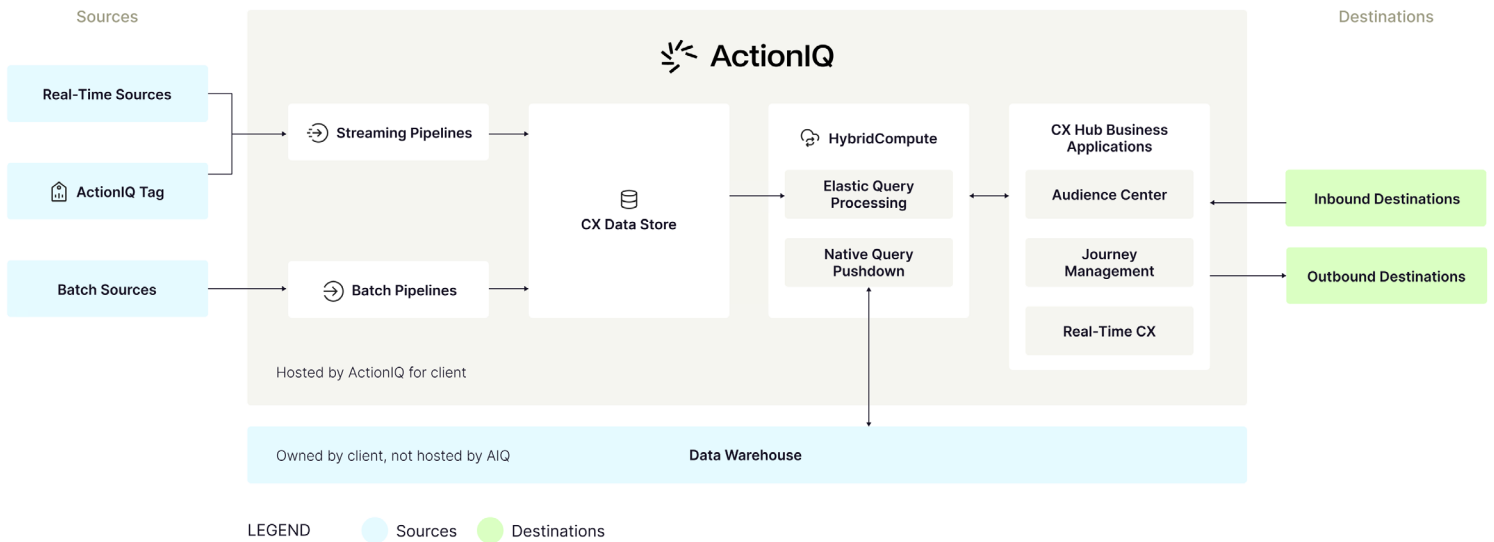 Sources
Destinations
ActionIQ
Real-Time Sources
ActionIQ Tag
Batch Sources
Streaming Pipelines
Batch Pipelines
CX Data Store
HybridCompute
Elastic Query
Processing
Native Query
Pushdown
CX Hub Business
Applications
Audience Center
Journey
Management
Real-Time CX
Inbound Destinations
Outbound Destinations
Hosted by ActionIQ for client
Owned by client, not hosted by AIQ
Data Warehouse
LEGEND
Sources
Destinations